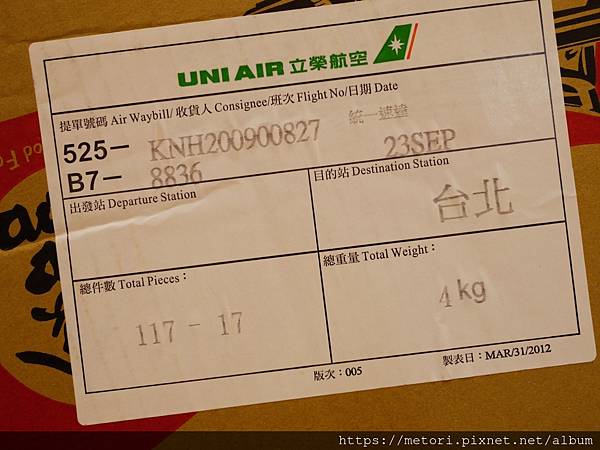 UNI AIR 立榮航空
提單號碼 Air Waybill/ 收貨人 Consignee/班次 Flight No/日期 Date
525- KNH200900827 統一速達
B7- 8836 23SEP
出發站 Departure Station
目的站 Destination Station
台北
總件數 Total Pieces:
117 - 17
總重量 Total Weight:
4 kg
版次:005
製表日:MAR/31/2012
https://metori.pixnet.net/album